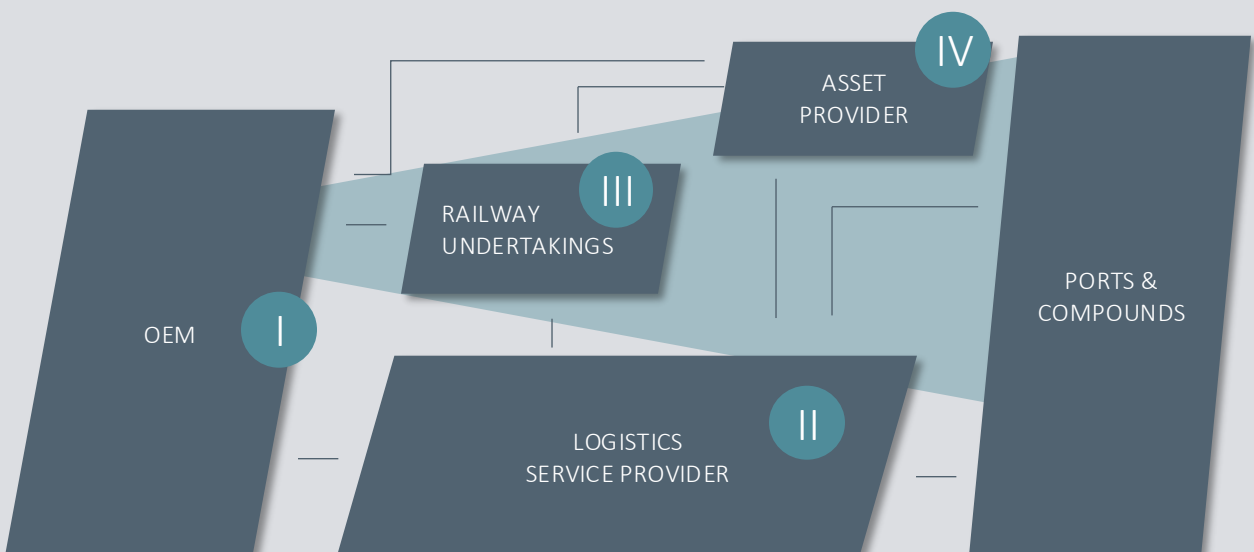 OEM
I
RAILWAY
UNDERTAKINGS
III
LOGISTICS
SERVICE PROVIDER
II
ASSET
PROVIDER
IV
PORTS &
COMPOUNDS